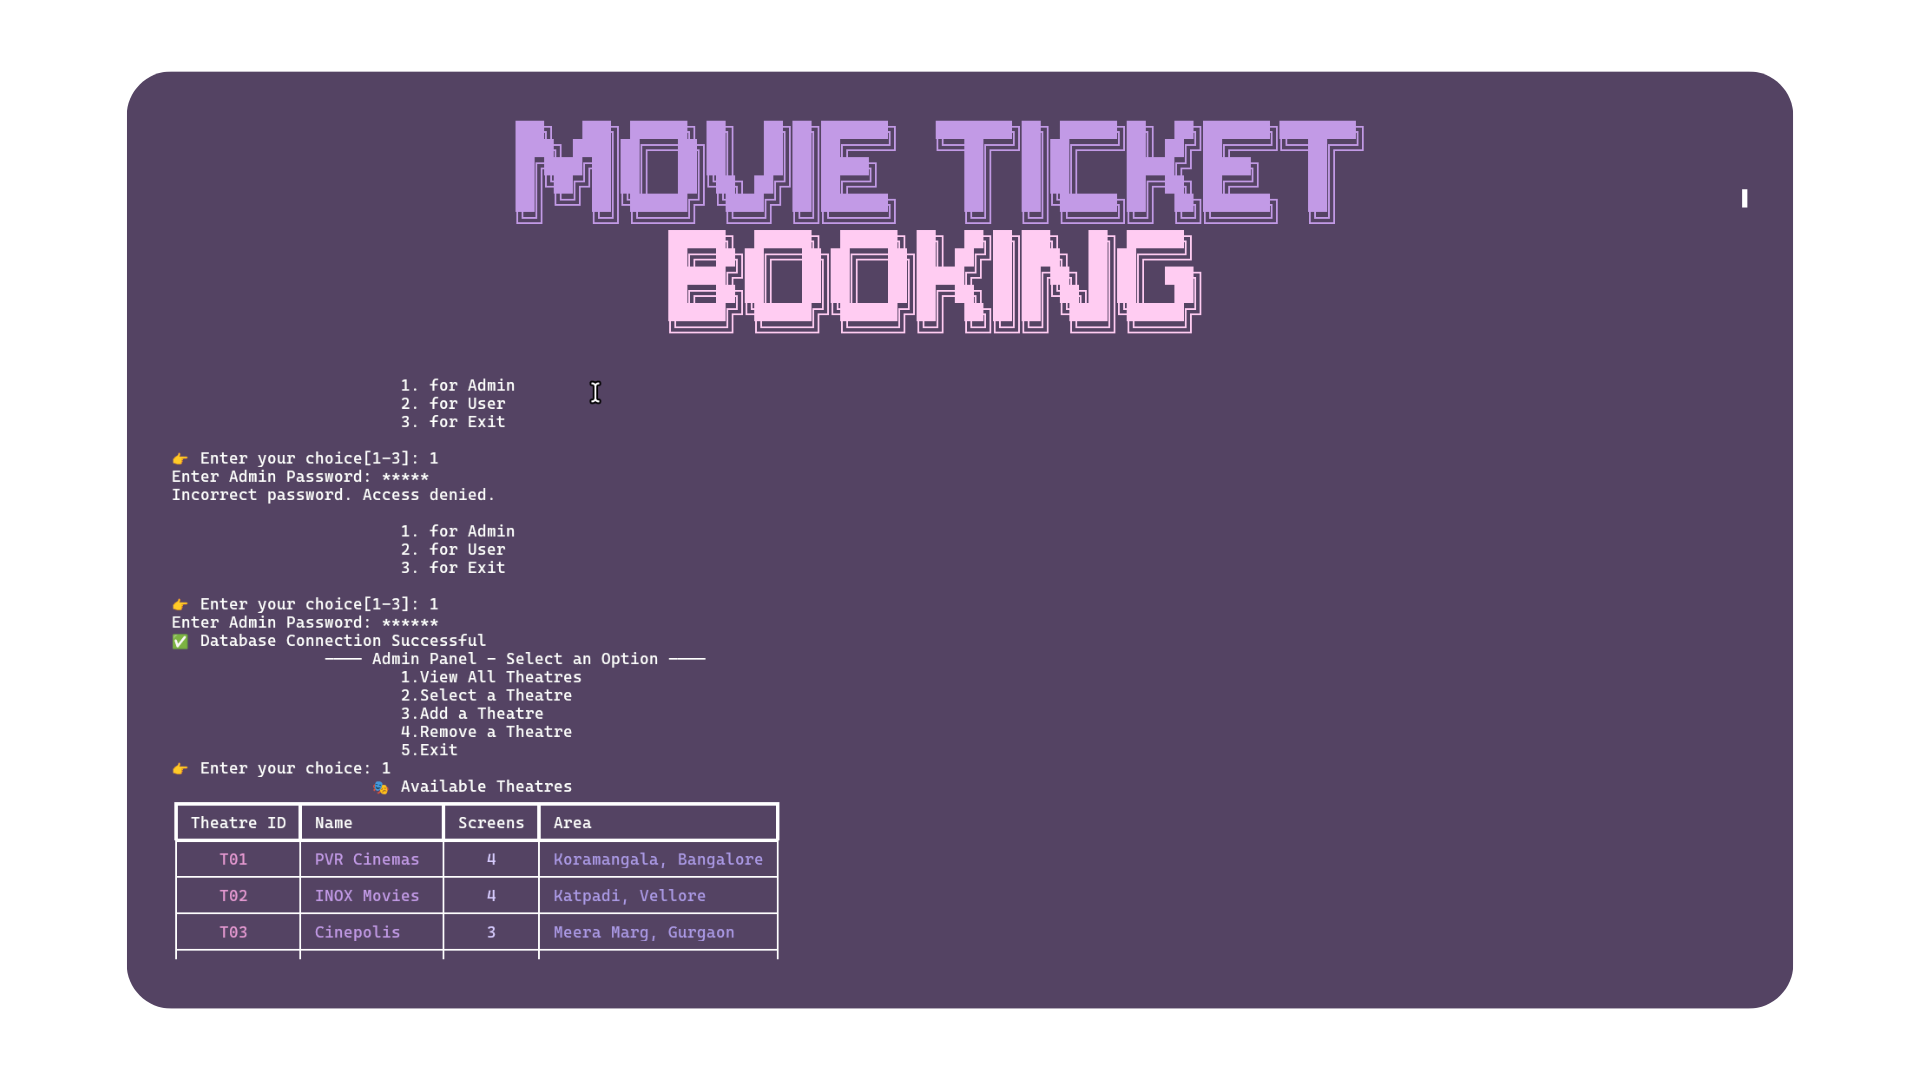 MOVIE TICKET
BOOKING
1. for Admin
2. for User
3. for Exit
👉 Enter your choice[1-3]: 1
Enter Admin Password: *****
Incorrect password. Access denied.
1. for Admin
2. for User
3. for Exit
👉 Enter your choice[1-3]: 1
Enter Admin Password: ******
✅ Database Connection Successful
──── Admin Panel - Select an Option ────
1.View All Theatres
2.Select a Theatre
3.Add a Theatre
4.Remove a Theatre
5.Exit
👉 Enter your choice: 1
🎭 Available Theatres
Theatre ID Name Screens Area
T01 PVR Cinemas 4 Koramangala, Bangalore
T02 INOX Movies 4 Katpadi, Vellore
T03 Cinepolis 3 Meera Marg, Gurgaon